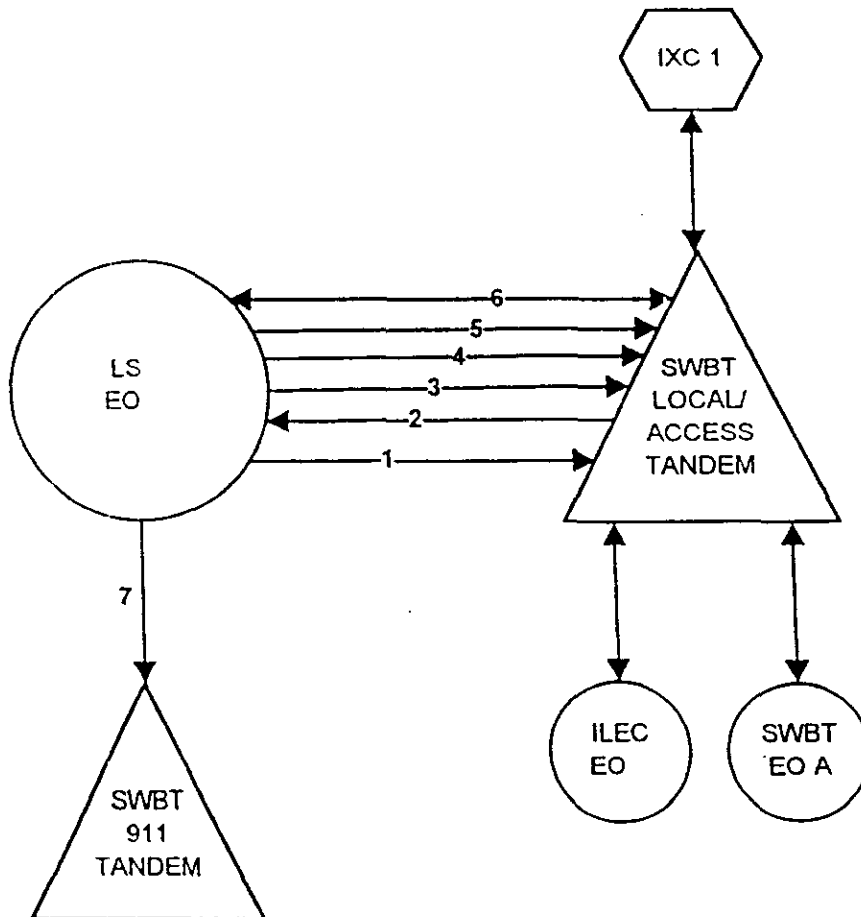 IXC 1
6
5
4
3
2
1
LS
EO
SWBT
LOCAL/
ACCESS
TANDEM
7
ILEC
EO
SWBT
EO A
SWBT
911
TANDEM